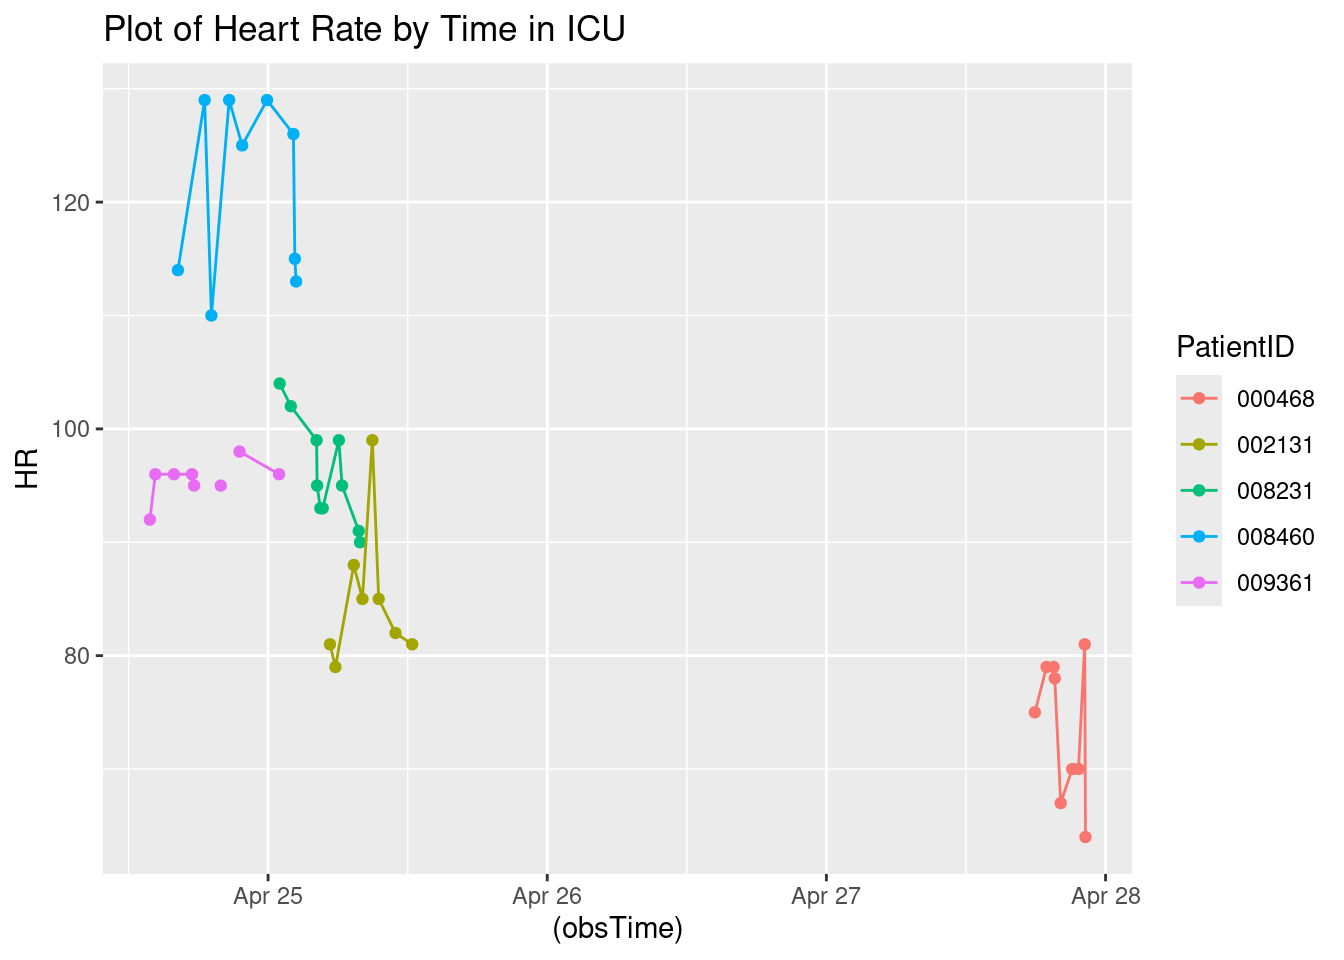 Plot of Heart Rate by Time in ICU
HR
120
100
80
Apr 25
Apr 26
Apr 27
Apr 28
(obsTime)
PatientID
000468
002131
008231
008460
009361